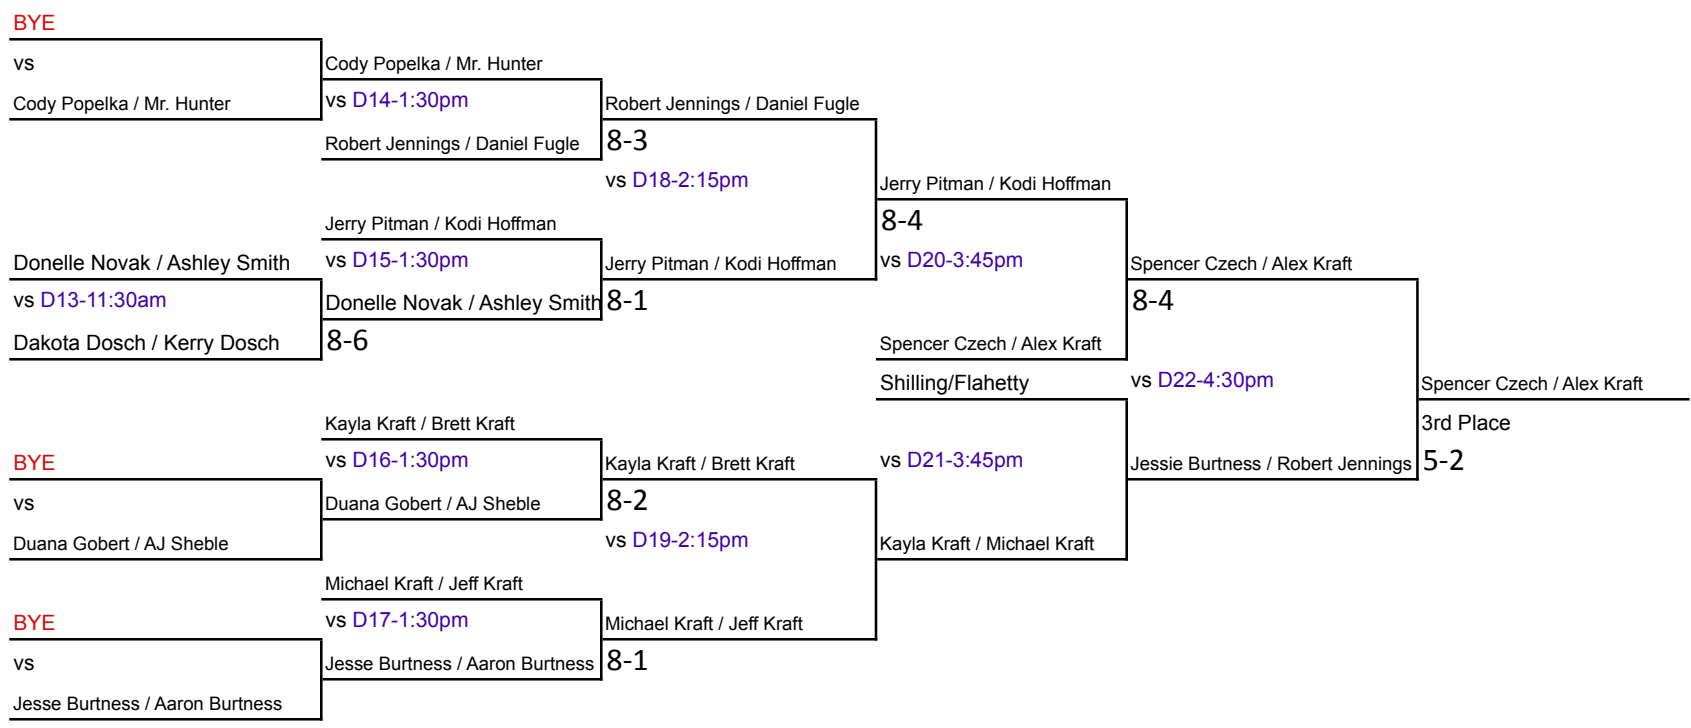 BYE
vs
Cody Popelka / Mr. Hunter
Donelle Novak / Ashley Smith
vs D13-11:30am
Dakota Dosch / Kerry Dosch
BYE
vs
Duana Gobert / AJ Sheble
BYE
vs
Jesse Burtness / Aaron Burtness
Cody Popelka / Mr. Hunter
vs D14-1:30pm
Robert Jennings / Daniel Fugle
Jerry Pitman / Kodi Hoffman
vs D15-1:30pm
Donelle Novak / Ashley Smith
8-6
Kayla Kraft / Brett Kraft
vs D16-1:30pm
Duana Gobert / AJ Sheble
Michael Kraft / Jeff Kraft
vs D17-1:30pm
Jesse Burtness / Aaron Burtness
Robert Jennings / Daniel Fugle
8-3
vs D18-2:15pm
Jerry Pitman / Kodi Hoffman
8-1
Kayla Kraft / Brett Kraft
8-2
vs D19-2:15pm
Michael Kraft / Jeff Kraft
8-1
Jerry Pitman / Kodi Hoffman
8-4
vs D20-3:45pm
Spencer Czech / Alex Kraft
Shilling/Flahetty
vs D21-3:45pm
Kayla Kraft / Michael Kraft
Spencer Czech / Alex Kraft
8-4
vs D22-4:30pm
Jessie Burtness / Robert Jennings
Spencer Czech / Alex Kraft
3rd Place
5-2